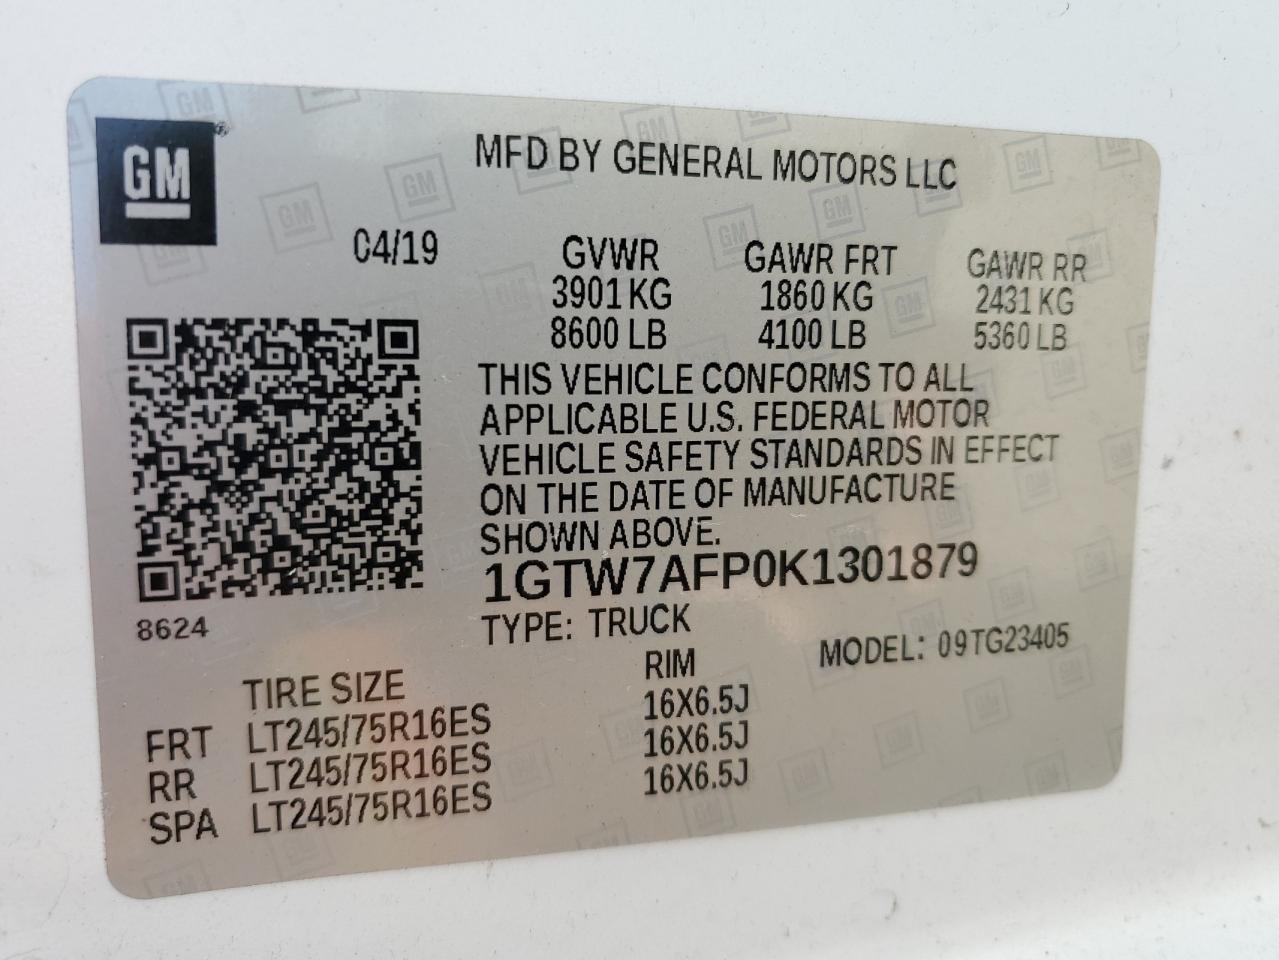 GM
MFD BY GENERAL MOTORS LLC
04/19 GVWR GAWR FRT GAWR RR
3901 KG 1860 KG 2431 KG
8600 LB 4100 LB 5360 LB
THIS VEHICLE CONFORMS TO ALL
APPLICABLE U.S. FEDERAL MOTOR
VEHICLE SAFETY STANDARDS IN EFFECT
ON THE DATE OF MANUFACTURE
SHOWN ABOVE.
1GTW7AFP0K1301879
8624
TYPE: TRUCK
MODEL: 09TG23405
TIRE SIZE RIM
FRT LT245/75R16ES 16X6.5J
RR LT245/75R16ES 16X6.5J
SPA LT245/75R16ES 16X6.5J